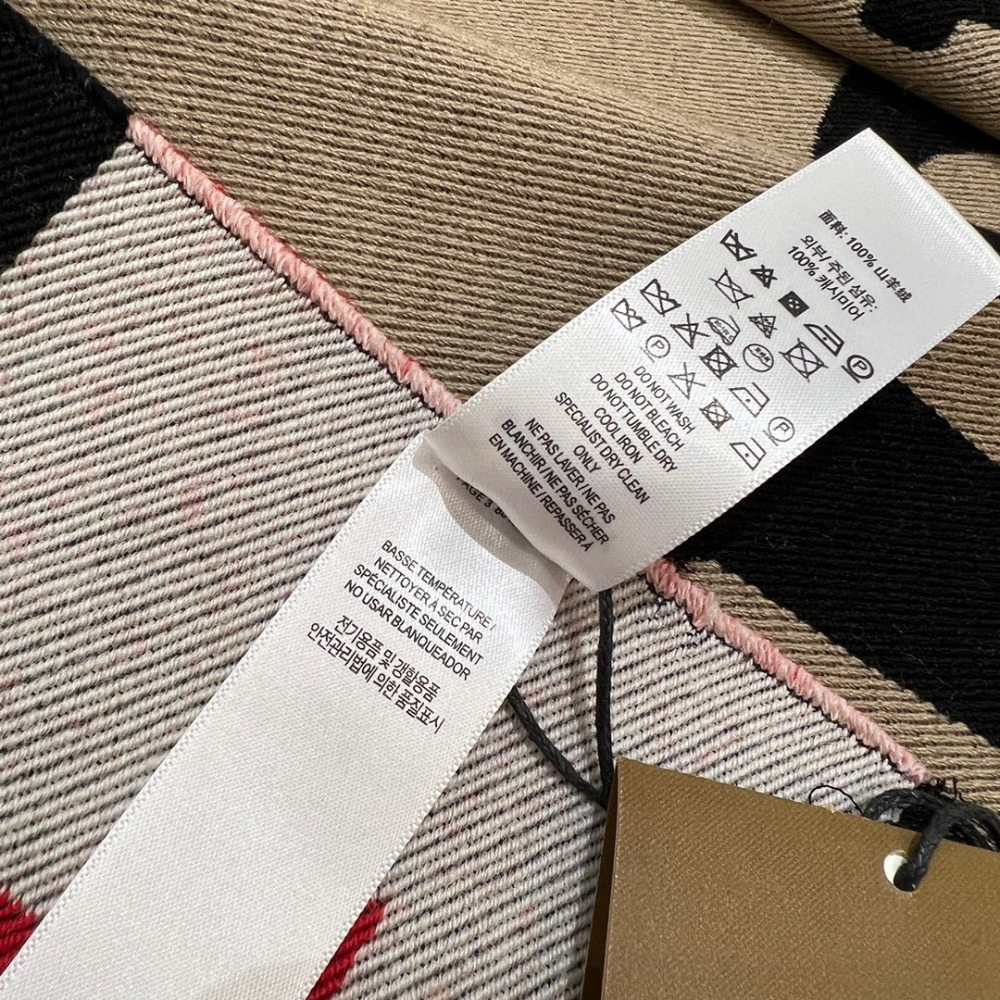 面料: 100% 山羊绒
외부/주된 섬유:
100% 캐시미어
DO NOT WASH
DO NOT BLEACH
DO NOT TUMBLE DRY
COOL IRON
SPECIALIST DRY CLEAN
ONLY
NE PAS LAVER / NE PAS
BLANCHIR / NE PAS SÉCHER
EN MACHINE / REPASSER À
BASSE TEMPÉRATURE /
NETTOYER À SEC PAR
SPÉCIALISTE SEULEMENT
NO USAR BLANQUEADOR
전기용품 및 갱활용품
안전관리법에 의한 품질표시